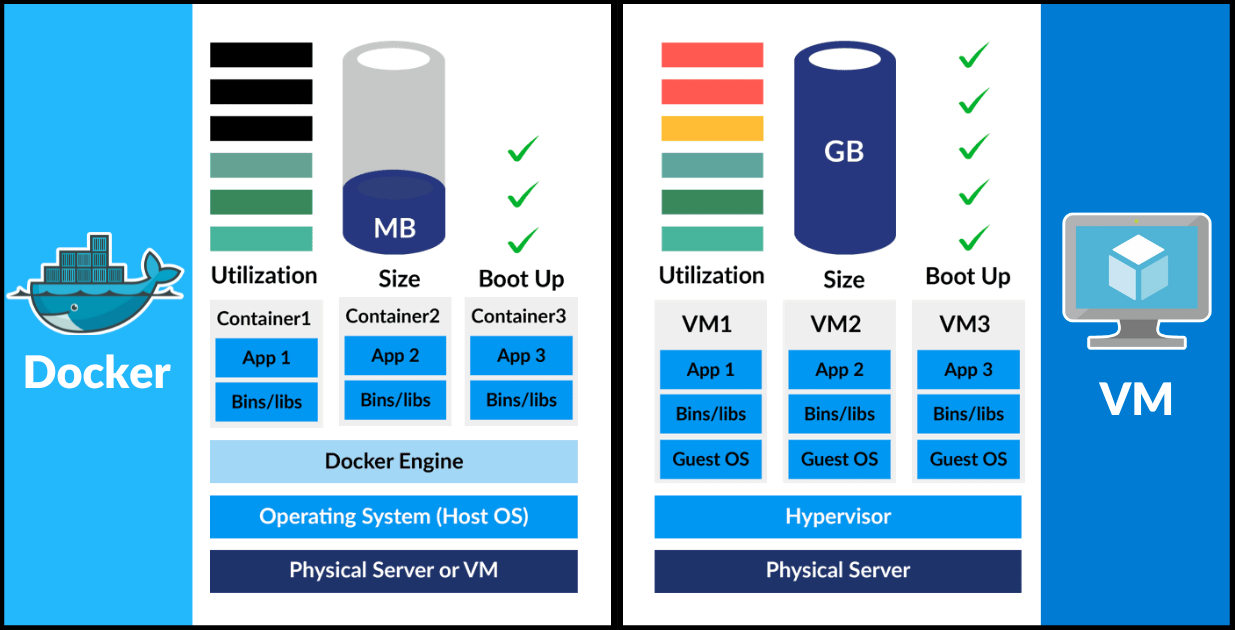 Docker
MB
Utilization
Size
Boot Up
Container1
Container2
Container3
App 1
App 2
App 3
Bins/libs
Bins/libs
Bins/libs
Docker Engine
Operating System (Host OS)
Physical Server or VM
GB
Utilization
Size
Boot Up
VM1
VM2
VM3
App 1
App 2
App 3
Bins/libs
Bins/libs
Bins/libs
Guest OS
Guest OS
Guest OS
Hypervisor
Physical Server
VM